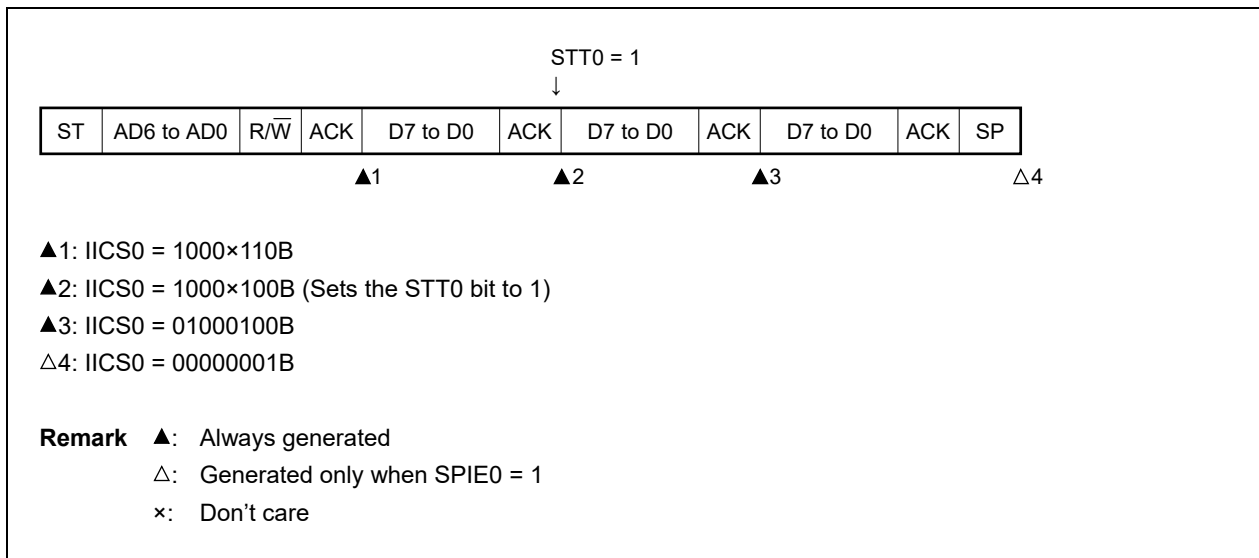 STT0 = 1
↓
ST AD6 to AD0 R/W̅ ACK D7 to D0 ACK D7 to D0 ACK D7 to D0 ACK SP
▲1 ▲2 ▲3 △4
▲1: IICS0 = 1000×110B
▲2: IICS0 = 1000×100B (Sets the STT0 bit to 1)
▲3: IICS0 = 01000100B
△4: IICS0 = 00000001B
Remark ▲: Always generated
△: Generated only when SPIE0 = 1
×: Don't care